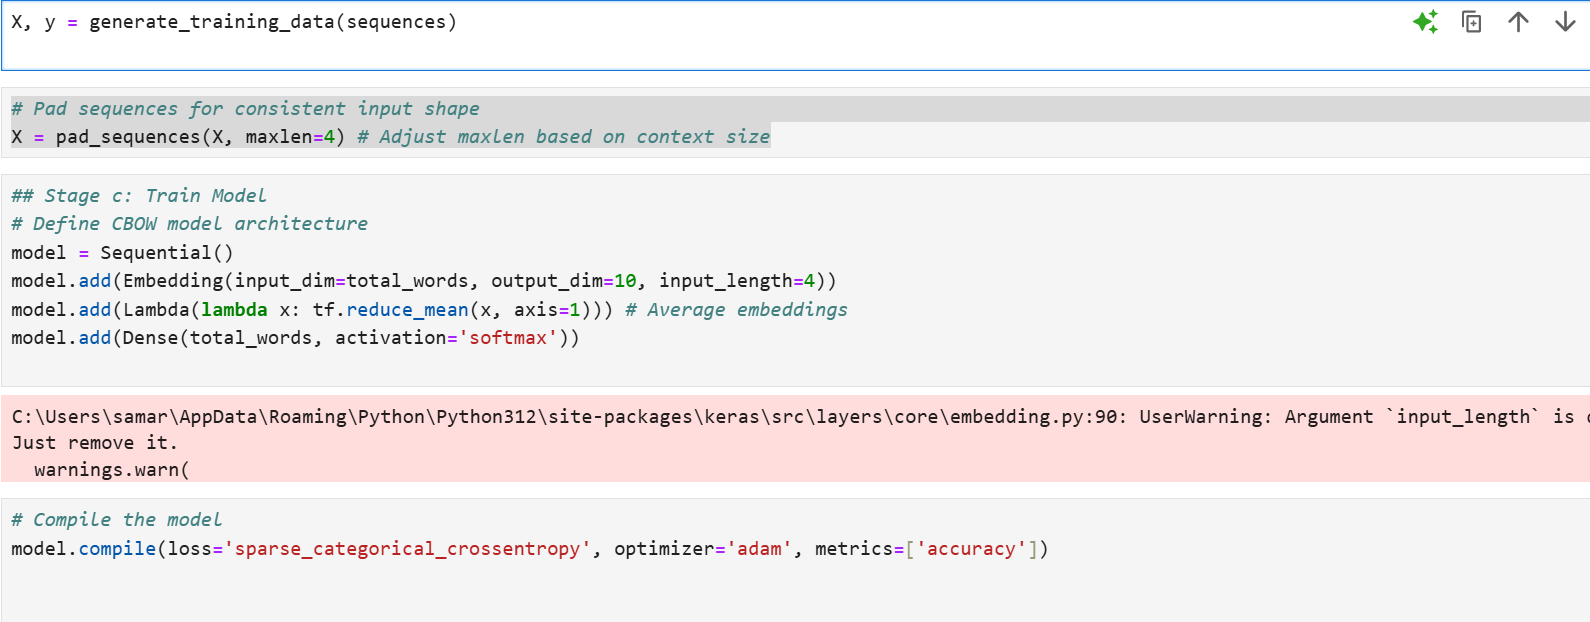 X, y = generate_training_data(sequences)
# Pad sequences for consistent input shape
X = pad_sequences(X, maxlen=4) # Adjust maxlen based on context size
## Stage c: Train Model
# Define CBOW model architecture
model = Sequential()
model.add(Embedding(input_dim=total_words, output_dim=10, input_length=4))
model.add(Lambda(lambda x: tf.reduce_mean(x, axis=1))) # Average embeddings
model.add(Dense(total_words, activation='softmax'))
C:\Users\samar\AppData\Roaming\Python\Python312\site-packages\keras\src\layers\core\embedding.py:90: UserWarning: Argument `input_length` is
Just remove it.
  warnings.warn(
# Compile the model
model.compile(loss='sparse_categorical_crossentropy', optimizer='adam', metrics=['accuracy'])